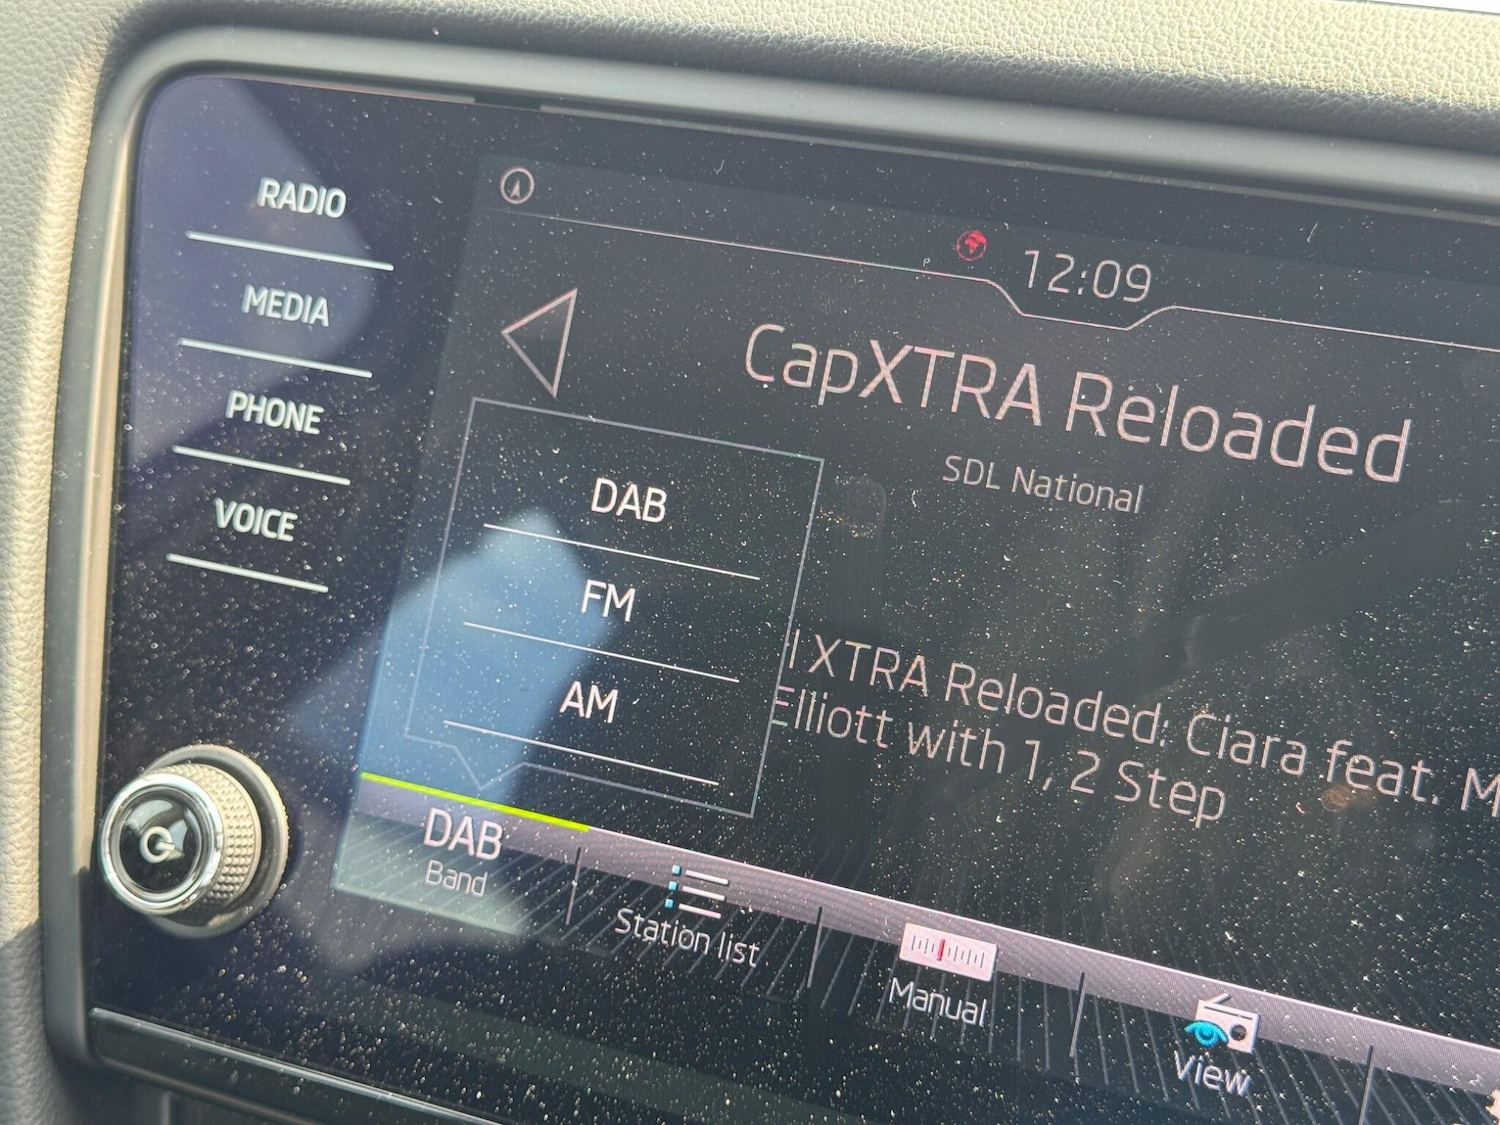 RADIO
MEDIA
PHONE
VOICE
12:09
CapXTRA Reloaded
SDL National
DAB
FM
AM
l XTRA Reloaded: Ciara feat. M
Elliott with 1, 2 Step
DAB
Band
Station list
Manual
View